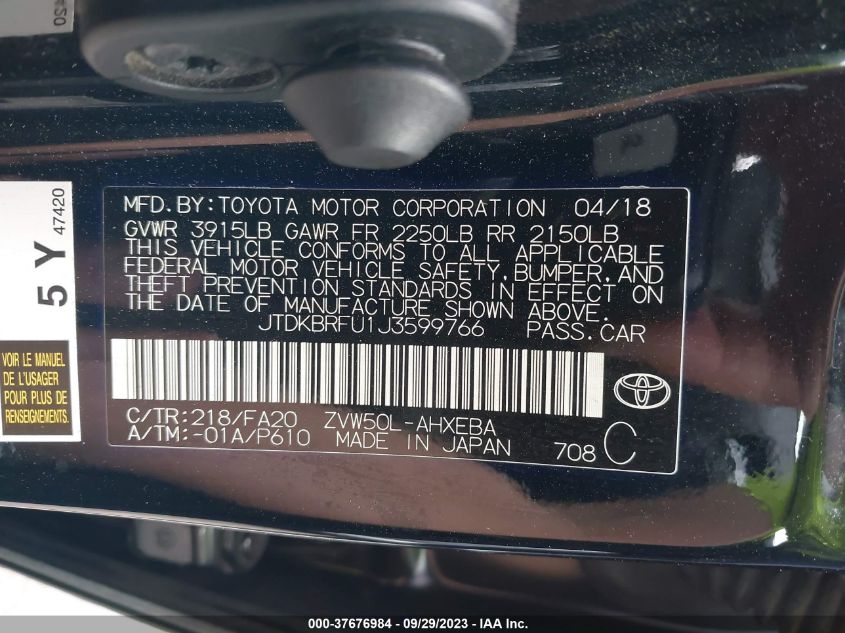 420
5 Y
47420
VOIR LE MANUEL
DE L'USAGER
POUR PLUS DE
RENSEIGNEMENTS.
MFD.BY:TOYOTA MOTOR CORPORATION 04/18
GVWR 3915LB GAWR FR 2250LB RR 2150LB
THIS VEHICLE CONFORMS TO ALL APPLICABLE
FEDERAL MOTOR VEHICLE SAFETY,BUMPER,AND
THEFT PREVENTION STANDARDS IN EFFECT ON
THE DATE OF MANUFACTURE SHOWN ABOVE.
JTDKBRFU1J3599766 PASS.CAR
C/TR:218/FA20 ZVW50L-AHXEBA
A/TM:-01A/P610 MADE IN JAPAN 708 C
000-37676984 / 09/29/2023 - IAA Inc.